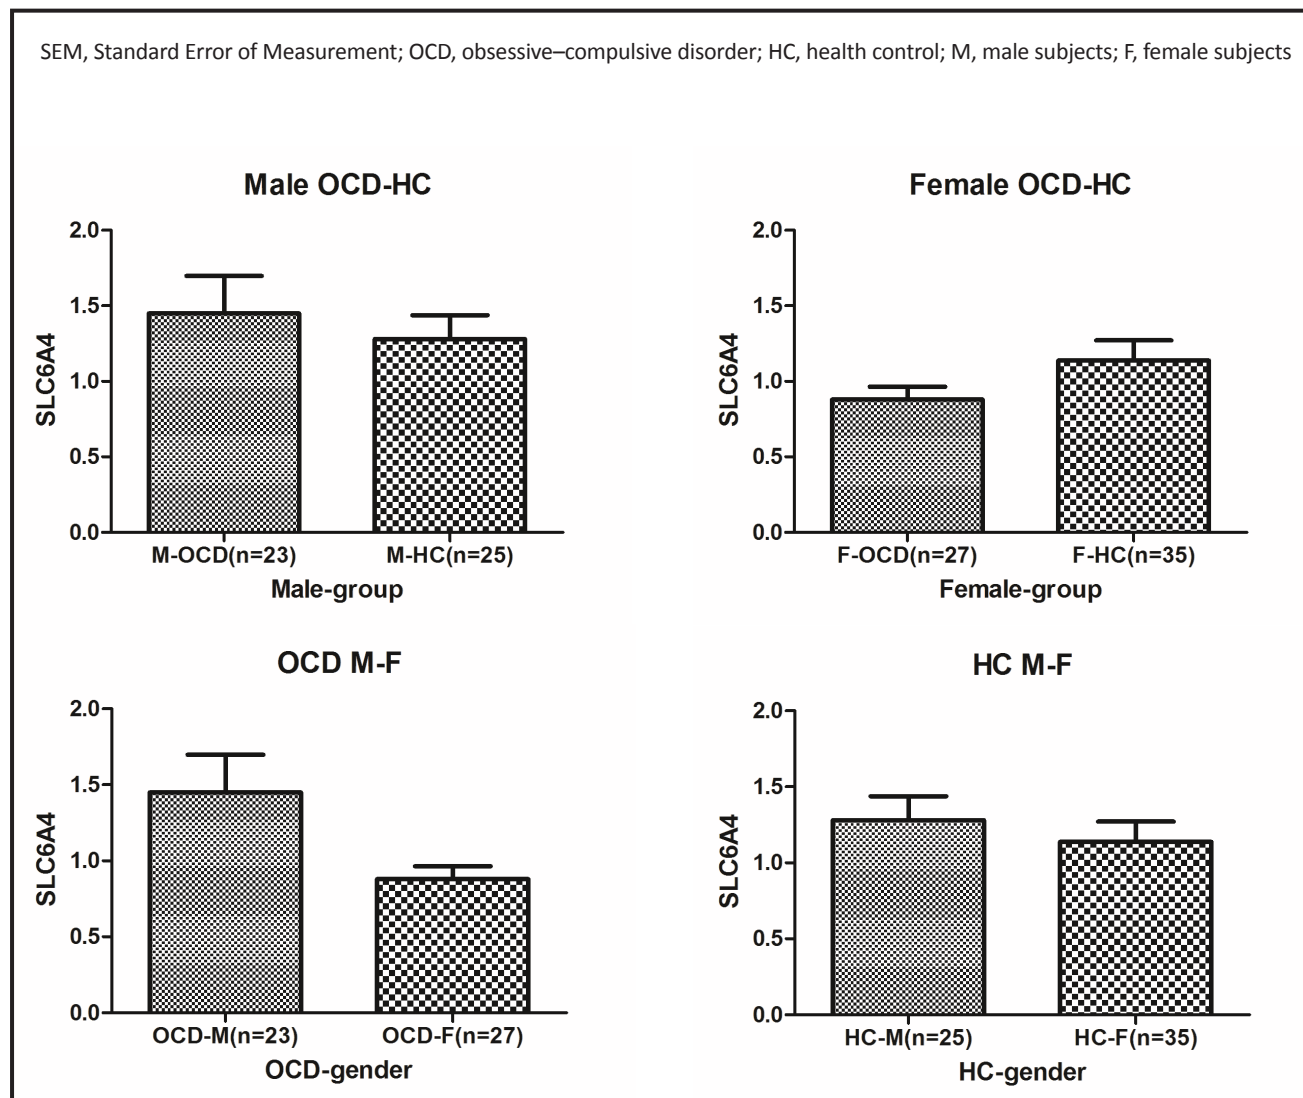 SEM, Standard Error of Measurement; OCD, obsessive–compulsive disorder; HC, health control; M, male subjects; F, female subjects
Male OCD-HC
2.0
1.5
1.0
0.5
0.0
SLC6A4
M-OCD(n=23)
M-HC(n=25)
Male-group
Female OCD-HC
2.0
1.5
1.0
0.5
0.0
SLC6A4
F-OCD(n=27)
F-HC(n=35)
Female-group
OCD M-F
2.0
1.5
1.0
0.5
0.0
SLC6A4
OCD-M(n=23)
OCD-F(n=27)
OCD-gender
HC M-F
2.0
1.5
1.0
0.5
0.0
SLC6A4
HC-M(n=25)
HC-F(n=35)
HC-gender